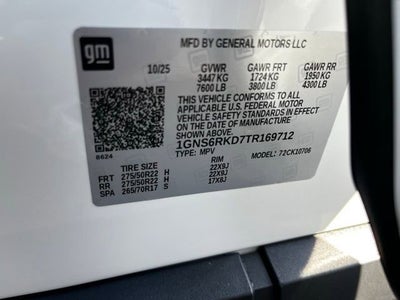 gm
MFD BY GENERAL MOTORS LLC
10/25 GVWR GAWR FRT GAWR RR
3447 KG 1724 KG 1950 KG
7600 LB 3800 LB 4300 LB
THIS VEHICLE CONFORMS TO ALL
APPLICABLE U.S. FEDERAL MOTOR
VEHICLE SAFETY STANDARDS IN
EFFECT ON THE DATE OF
MANUFACTURE SHOWN ABOVE.
1GNS6RKD7TR169712
8624 TYPE: MPV MODEL: 72CK10706
TIRE SIZE RIM
FRT 275/50R22 H 22X9J
RR 275/50R22 H 22X9J
SPA 265/70R17 S 17X8J